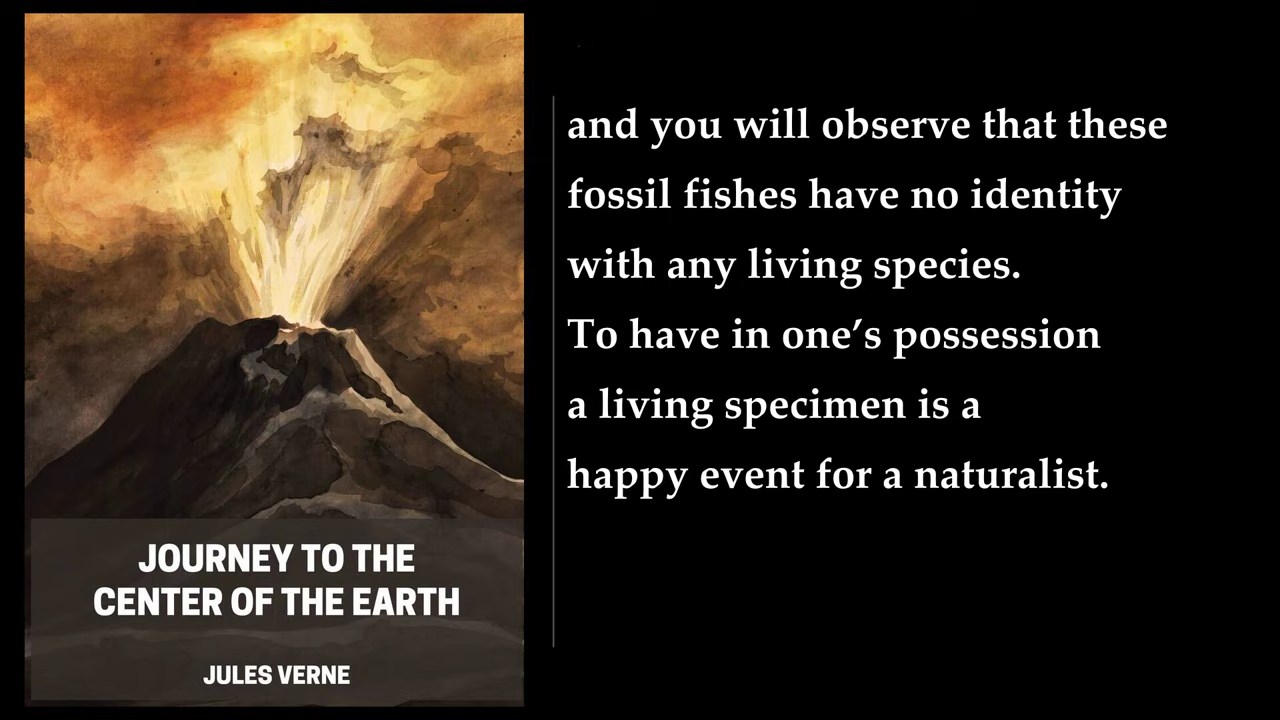 JOURNEY TO THE
CENTER OF THE EARTH
JULES VERNE
and you will observe that these
fossil fishes have no identity
with any living species.
To have in one’s possession
a living specimen is a
happy event for a naturalist.